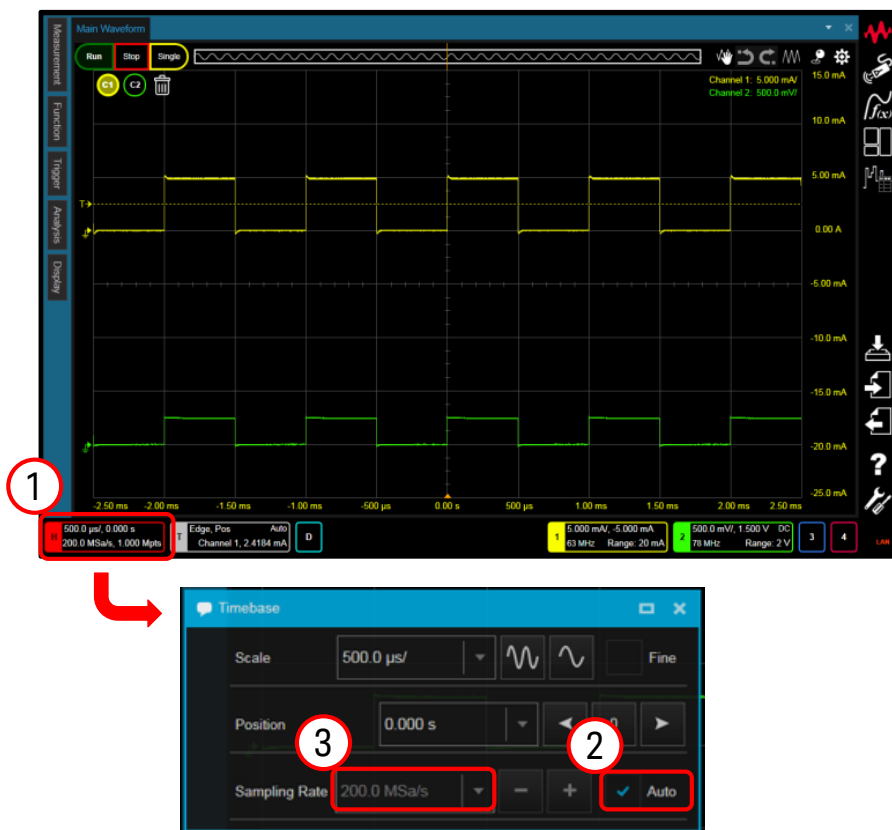 Main Waveform
Measurement
Function
Trigger
Analysis
Display
Run Stop Single
C1 C2
Channel 1: 5.000 mA/
Channel 2: 500.0 mV/
15.0 mA
10.0 mA
5.00 mA
0.00 A
-5.00 mA
-10.0 mA
-15.0 mA
-20.0 mA
-25.0 mA
T
f(x)
?
LAN
1
-2.50 ms -2.00 ms -1.50 ms -1.00 ms -500 µs 0.00 s 500 µs 1.00 ms 1.50 ms 2.00 ms 2.50 ms
H 500.0 µs/, 0.000 s
200.0 MSa/s, 1.000 Mpts
T Edge, Pos Auto
Channel 1, 2.4184 mA
D
1 5.000 mA/, -5.000 mA
63 MHz Range: 20 mA
2 500.0 mV/, 1.500 V DC
78 MHz Range: 2 V
3 4
Timebase
Scale 500.0 µs/ Fine
Position 0.000 s 0
3 2
Sampling Rate 200.0 MSa/s Auto